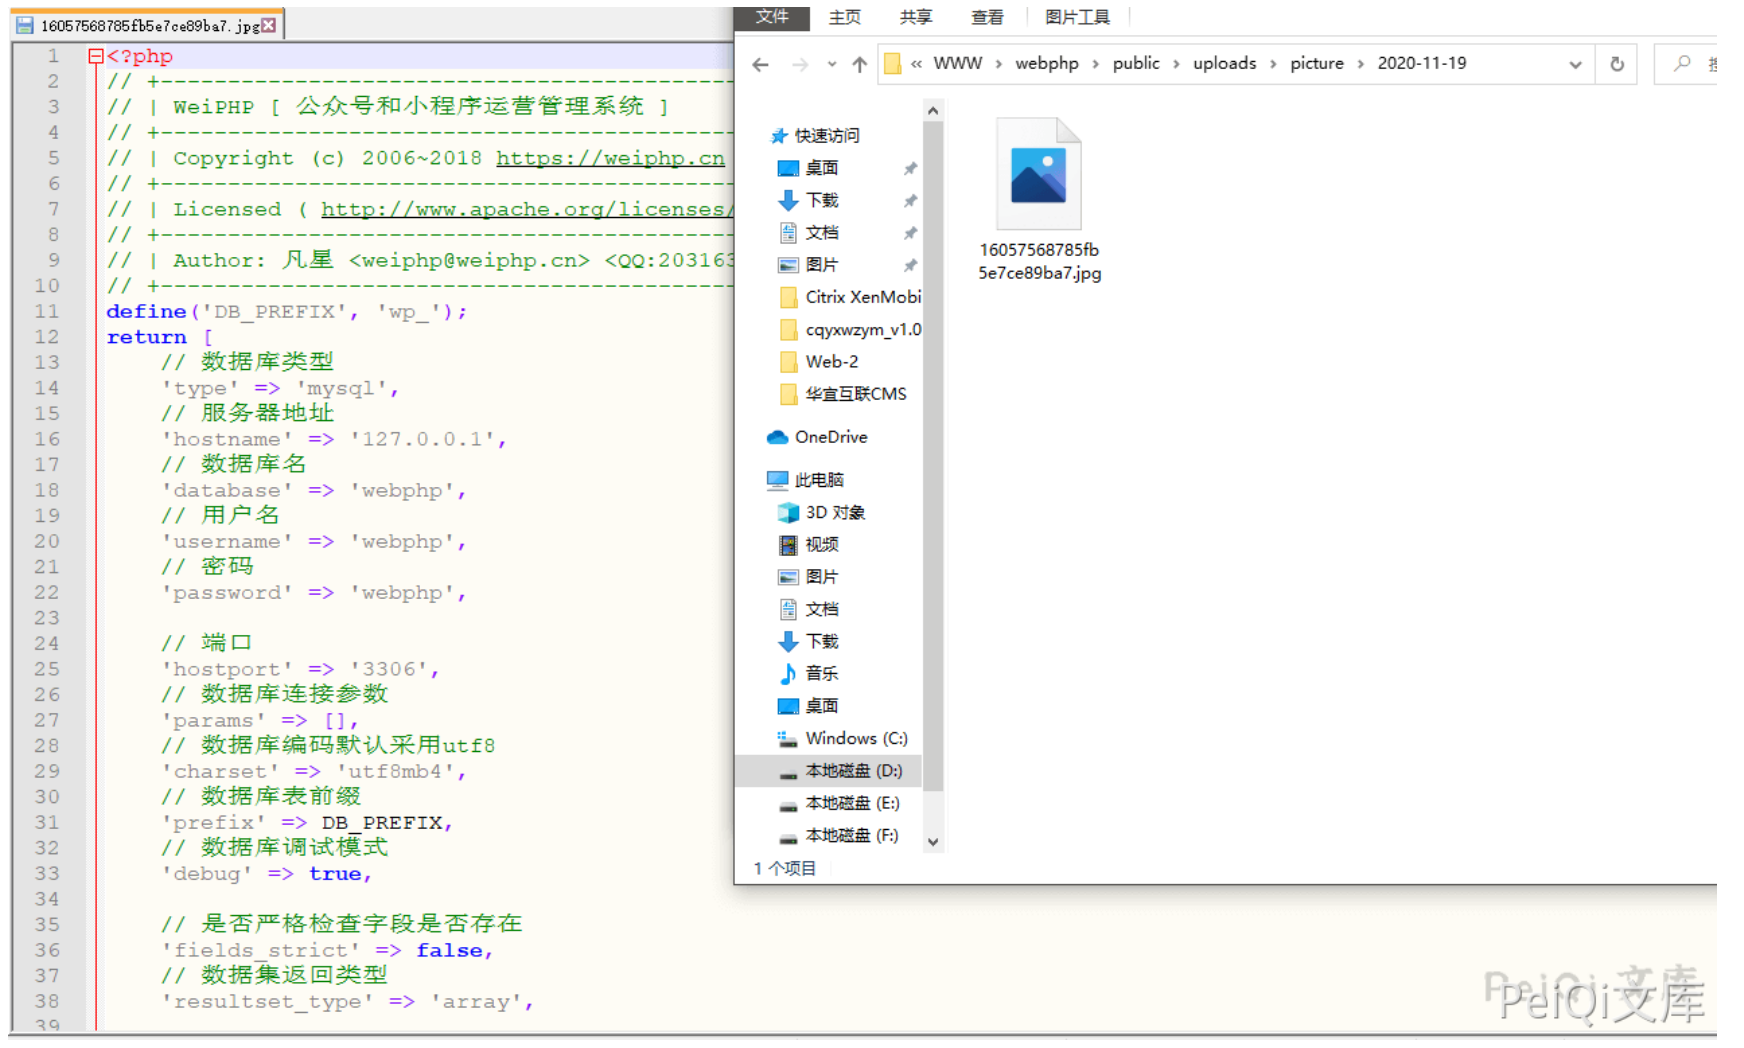 16057568785fb5e7ce89ba7.jpg
1 <?php
2 // +------------------------------------------
3 // | WeiPHP [ 公众号和小程序运营管理系统 ]
4 // +------------------------------------------
5 // | Copyright (c) 2006~2018 https://weiphp.cn
6 // +------------------------------------------
7 // | Licensed ( http://www.apache.org/licenses/
8 // +------------------------------------------
9 // | Author: 凡星 <weiphp@weiphp.cn> <QQ:203163
10 // +------------------------------------------
11 define('DB_PREFIX', 'wp_');
12 return [
13 // 数据库类型
14 'type' => 'mysql',
15 // 服务器地址
16 'hostname' => '127.0.0.1',
17 // 数据库名
18 'database' => 'webphp',
19 // 用户名
20 'username' => 'webphp',
21 // 密码
22 'password' => 'webphp',
23
24 // 端口
25 'hostport' => '3306',
26 // 数据库连接参数
27 'params' => [],
28 // 数据库编码默认采用utf8
29 'charset' => 'utf8mb4',
30 // 数据库表前缀
31 'prefix' => DB_PREFIX,
32 // 数据库调试模式
33 'debug' => true,
34
35 // 是否严格检查字段是否存在
36 'fields_strict' => false,
37 // 数据集返回类型
38 'resultset_type' => 'array',
39
文件 主页 共享 查看 图片工具
« WWW › webphp › public › uploads › picture › 2020-11-19
快速访问
桌面
下载
文档
图片
Citrix XenMobi
cqyxwzym_v1.0
Web-2
华宜互联CMS
OneDrive
此电脑
3D 对象
视频
图片
文档
下载
音乐
桌面
Windows (C:)
本地磁盘 (D:)
本地磁盘 (E:)
本地磁盘 (F:)
1 个项目
16057568785fb
5e7ce89ba7.jpg
PeiQi文库
PeiQi文库